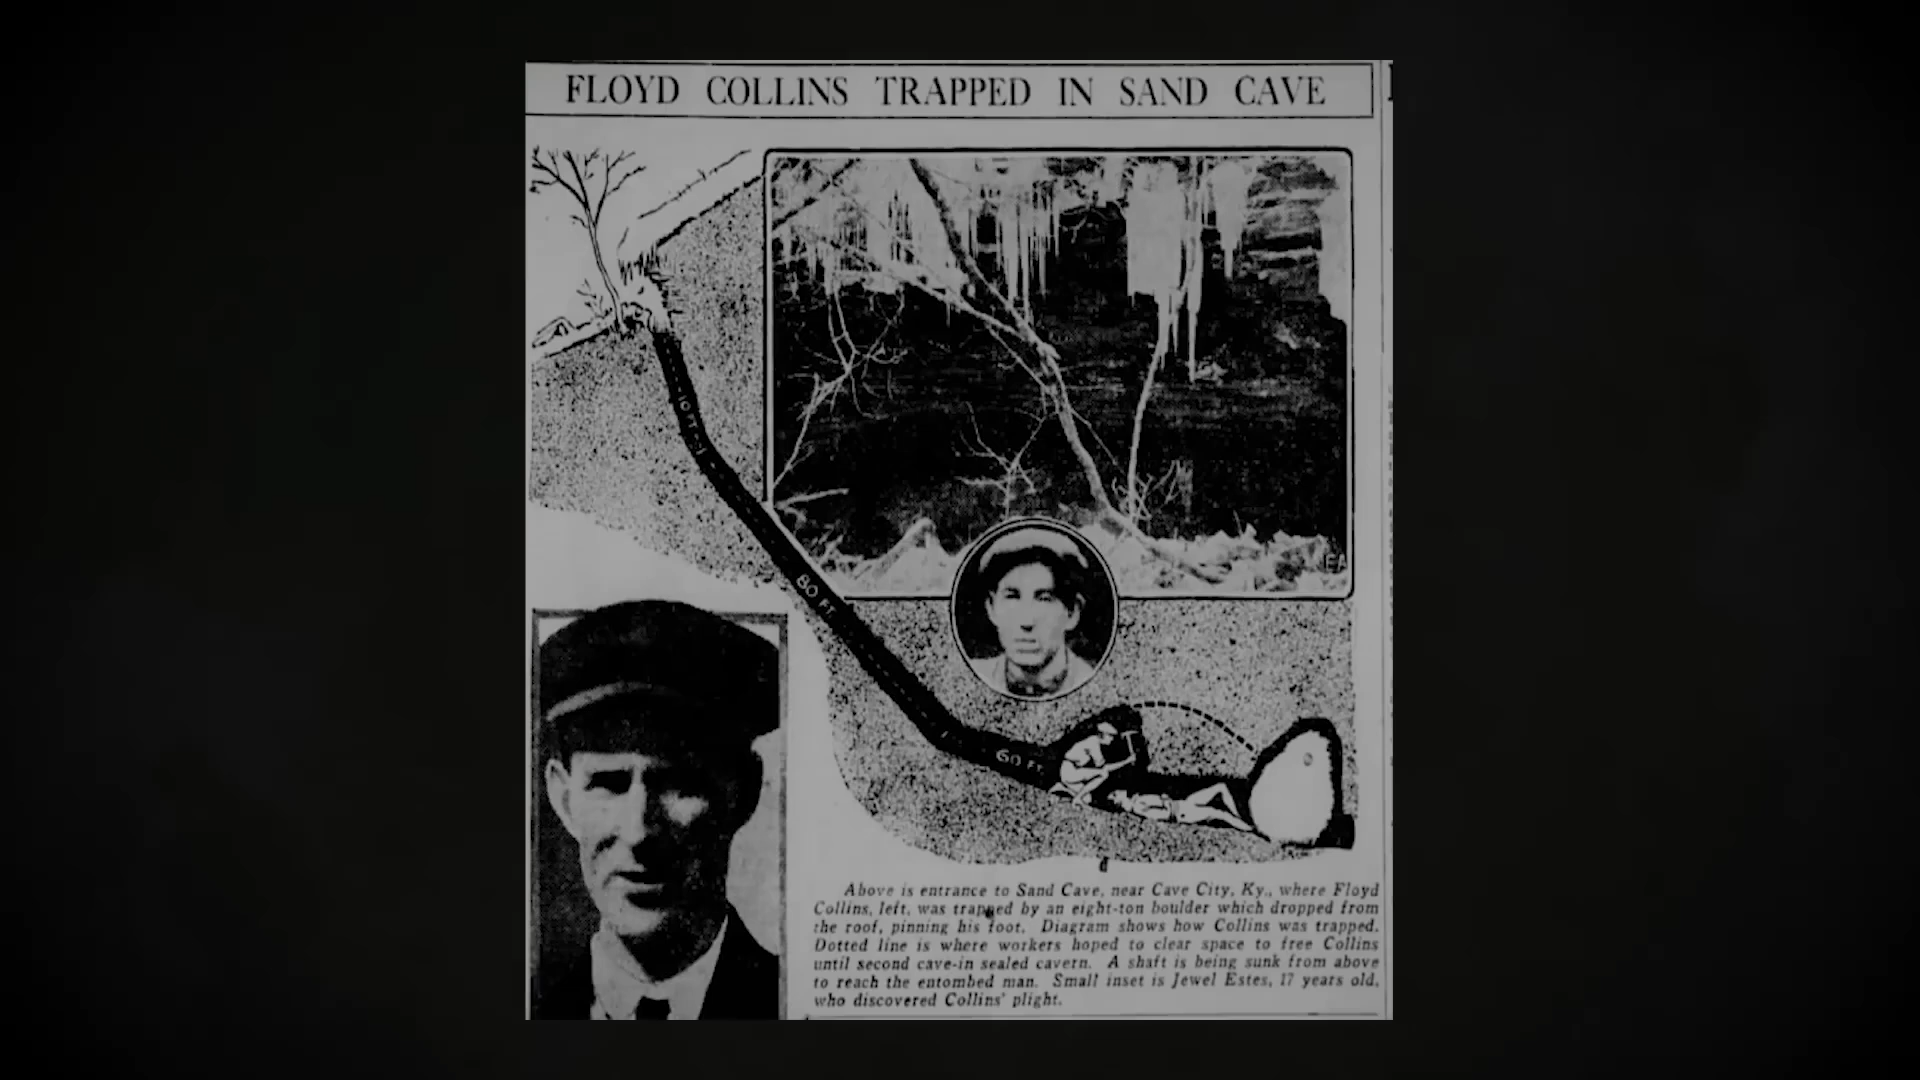 FLOYD COLLINS TRAPPED IN SAND CAVE
10 FT.
80 FT.
60 FT.
Above is entrance to Sand Cave, near Cave City, Ky., where Floyd
Collins, left, was trapped by an eight-ton boulder which dropped from
the roof, pinning his foot. Diagram shows how Collins was trapped.
Dotted line is where workers hoped to clear space to free Collins
until second cave-in sealed cavern. A shaft is being sunk from above
to reach the entombed man. Small inset is Jewel Estes, 17 years old,
who discovered Collins' plight.